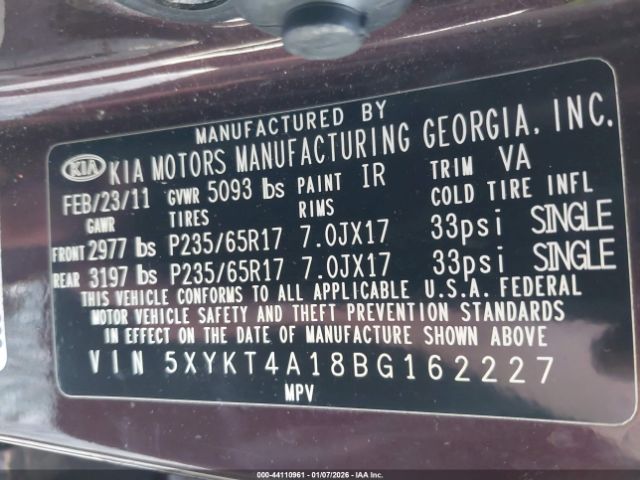 MANUFACTURED BY
KIA KIA MOTORS MANUFACTURING GEORGIA, INC.
FEB/23/11 GVWR 5093 lbs PAINT IR TRIM VA
GAWR TIRES RIMS COLD TIRE INFL
FRONT 2977 lbs P235/65R17 7.0JX17 33psi SINGLE
REAR 3197 lbs P235/65R17 7.0JX17 33psi SINGLE
THIS VEHICLE CONFORMS TO ALL APPLICABLE U.S.A. FEDERAL
MOTOR VEHICLE SAFETY AND THEFT PREVENTION STANDARDS
IN EFFECT ON THE DATE OF MANUFACTURE SHOWN ABOVE
VIN 5XYKT4A18BG162227
MPV
000-44110961 - 01/07/2026 - IAAI.COM